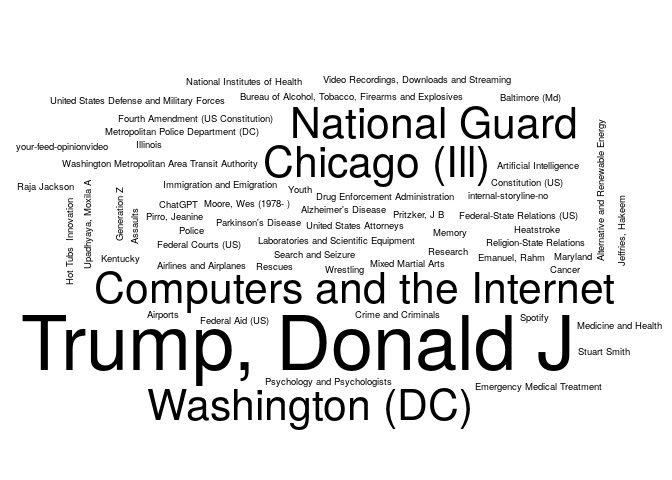 National Institutes of Health
Video Recordings, Downloads and Streaming
United States Defense and Military Forces
Bureau of Alcohol, Tobacco, Firearms and Explosives
Baltimore (Md)
Fourth Amendment (US Constitution)
National Guard
Metropolitan Police Department (DC)
your-feed-opinionvideo
Illinois
Washington Metropolitan Area Transit Authority
Chicago (Ill)
Artificial Intelligence
Alternative and Renewable Energy
Raja Jackson
Immigration and Emigration
Youth
Constitution (US)
Drug Enforcement Administration
internal-storyline-no
Hot Tubs
Innovation
Upadhyaya, Moxila A
Generation Z
Assaults
ChatGPT
Moore, Wes (1978- )
Alzheimer's Disease
Pirro, Jeanine
Pritzker, J B
Federal-State Relations (US)
Jeffries, Hakeem
Parkinson's Disease
United States Attorneys
Police
Memory
Heatstroke
Federal Courts (US)
Laboratories and Scientific Equipment
Religion-State Relations
Kentucky
Search and Seizure
Research
Emanuel, Rahm
Maryland
Airlines and Airplanes
Rescues
Wrestling
Mixed Martial Arts
Cancer
Computers and the Internet
Airports
Federal Aid (US)
Crime and Criminals
Spotify
Medicine and Health
Trump, Donald J
Stuart Smith
Psychology and Psychologists
Emergency Medical Treatment
Washington (DC)